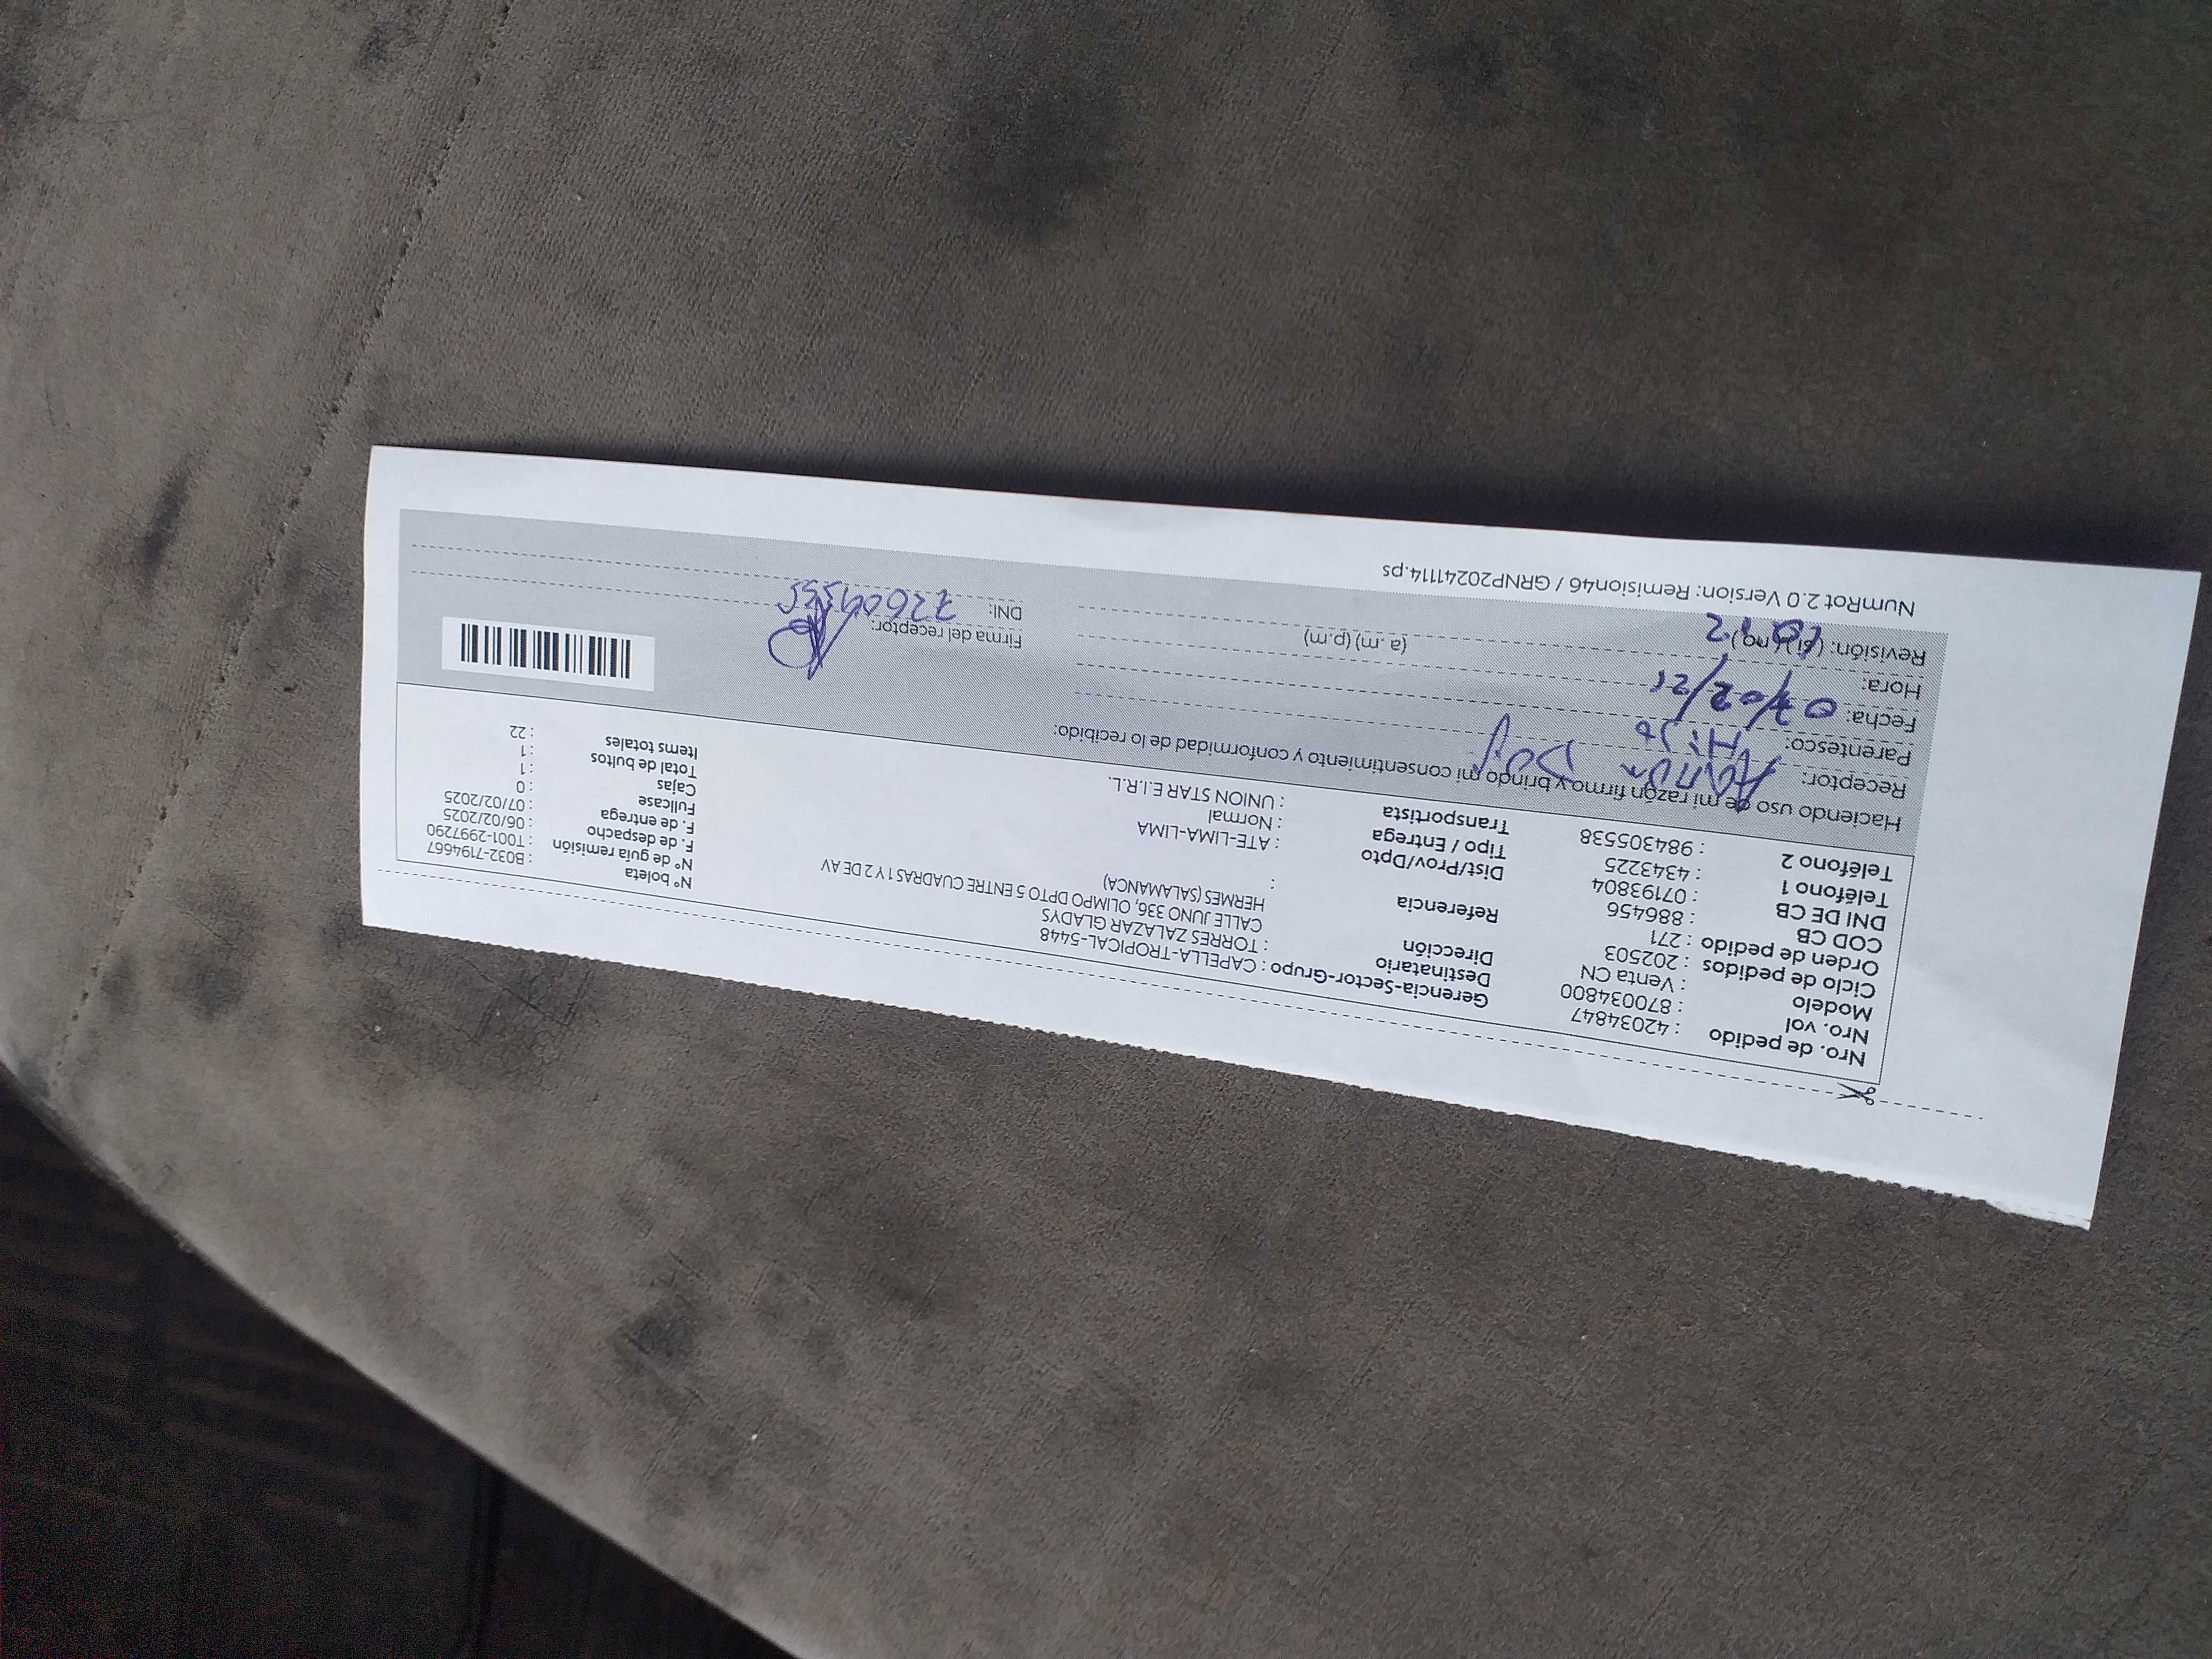 Nro. de pedido : 42034847
Nro. vol : 870034800
Modelo : Venta CN
Ciclo de pedidos : 202503
Orden de pedido : 271
COD CB : 886456
DNI DE CB : 07193804
Teléfono 1 : 4343225
Teléfono 2 : 984305538
Gerencia-Sector-Grupo : CAPELLA-TROPICAL-5448
Destinatario : TORRES ZALAZAR GLADYS
Dirección CALLE JUNO 336, OLIMPO DPTO 5 ENTRE CUADRAS 1 Y 2 DE AV
HERMES (SALAMANCA)
Referencia :
Dist/Prov/Dpto : ATE-LIMA-LIMA
Tipo / Entrega : Normal
Transportista : UNION STAR E.I.R.L.
N° boleta : B032-7194667
N° de guía remisión : T001-2997290
F. de despacho : 06/02/2025
F. de entrega : 07/02/2025
Fullcase : 0
Cajas : 1
Total de bultos : 1
Items totales : 22
Haciendo uso de mi razón firmo y brindo mi consentimiento y conformidad de lo recibido:
Receptor:
Parentesco: Hijo
Fecha: 07/02/25
Hora: (a.m) (p.m)
Revisión: (si) (no)
Firma del receptor:
DNI:
NumRot 2.0 Version: Remision46 / GRNP20241114.ps